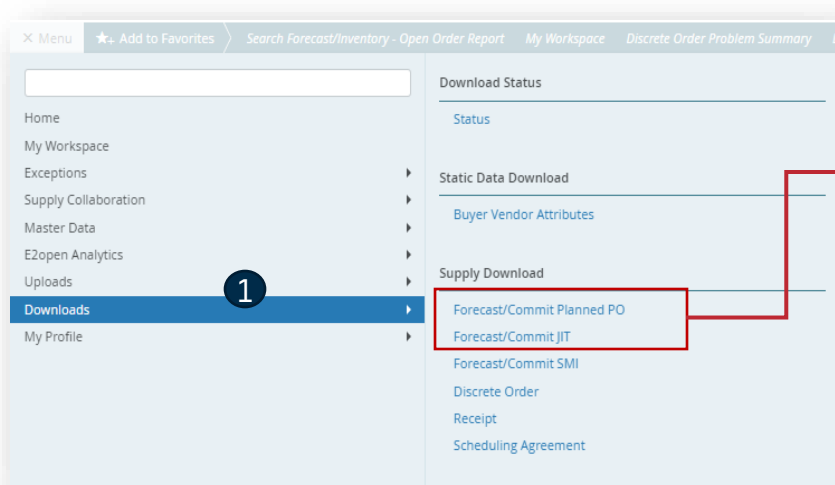 × Menu ★+ Add to Favorites Search Forecast/Inventory - Open Order Report My Workspace Discrete Order Problem Summary
Home
My Workspace
Exceptions
Supply Collaboration
Master Data
E2open Analytics
Uploads
1
Downloads
My Profile
Download Status
Status
Static Data Download
Buyer Vendor Attributes
Supply Download
Forecast/Commit Planned PO
Forecast/Commit JIT
Forecast/Commit SMI
Discrete Order
Receipt
Scheduling Agreement